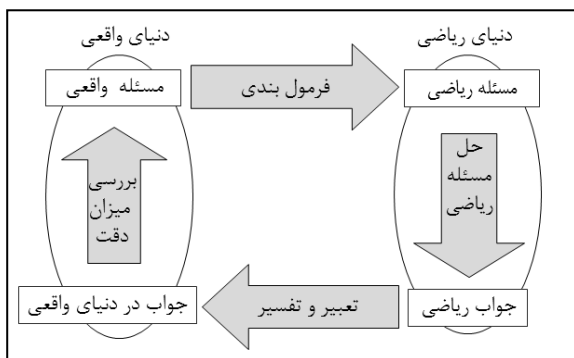 دنیای ریاضی
دنیای واقعی
مسئله ریاضی
فرمول بندی
مسئله واقعی
حل
مسئله
ریاضی
بررسی
میزان
دقت
جواب ریاضی
تعبیر و تفسیر
جواب در دنیای واقعی